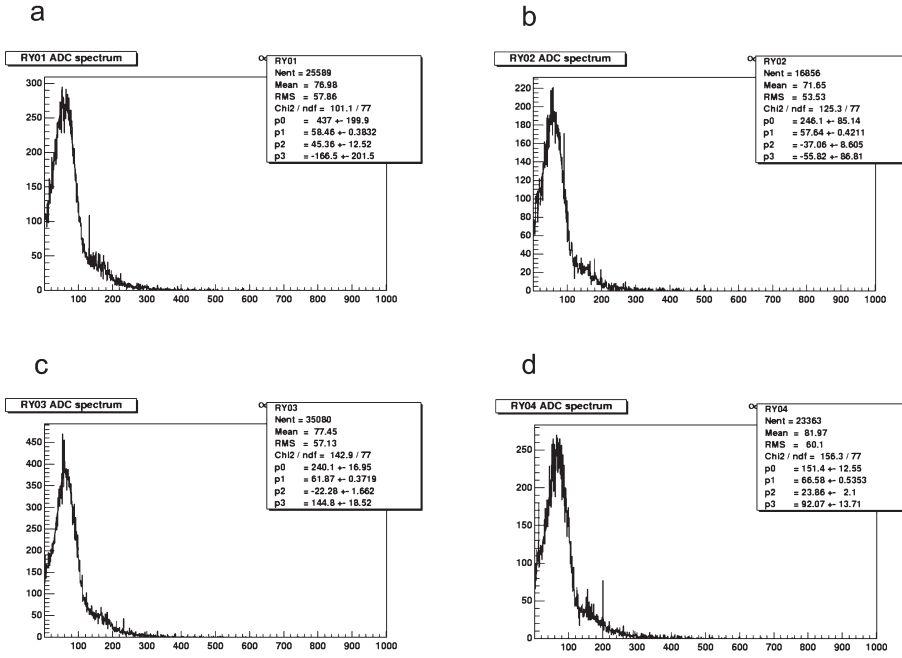 a
RY01 ADC spectrum
RY01
Nent = 25589
Mean = 76.98
RMS = 57.86
Chi2 / ndf = 101.1 / 77
p0 = 437 +- 199.9
p1 = 58.46 +- 0.3832
p2 = 45.36 +- 12.52
p3 = -166.5 +- 201.5
300
250
200
150
100
50
0
100 200 300 400 500 600 700 800 900 1000
b
RY02 ADC spectrum
RY02
Nent = 16856
Mean = 71.65
RMS = 53.53
Chi2 / ndf = 125.3 / 77
p0 = 246.1 +- 85.14
p1 = 57.64 +- 0.4211
p2 = -37.06 +- 8.605
p3 = -55.82 +- 86.81
220
200
180
160
140
120
100
80
60
40
20
0
100 200 300 400 500 600 700 800 900 1000
c
RY03 ADC spectrum
RY03
Nent = 35080
Mean = 77.45
RMS = 57.13
Chi2 / ndf = 142.9 / 77
p0 = 240.1 +- 16.95
p1 = 61.87 +- 0.3719
p2 = -22.28 +- 1.662
p3 = 144.8 +- 18.52
450
400
350
300
250
200
150
100
50
0
100 200 300 400 500 600 700 800 900 1000
d
RY04 ADC spectrum
RY04
Nent = 23363
Mean = 81.97
RMS = 60.1
Chi2 / ndf = 156.3 / 77
p0 = 151.4 +- 12.55
p1 = 66.58 +- 0.5353
p2 = 23.86 +- 2.1
p3 = 92.07 +- 13.71
250
200
150
100
50
0
100 200 300 400 500 600 700 800 900 1000